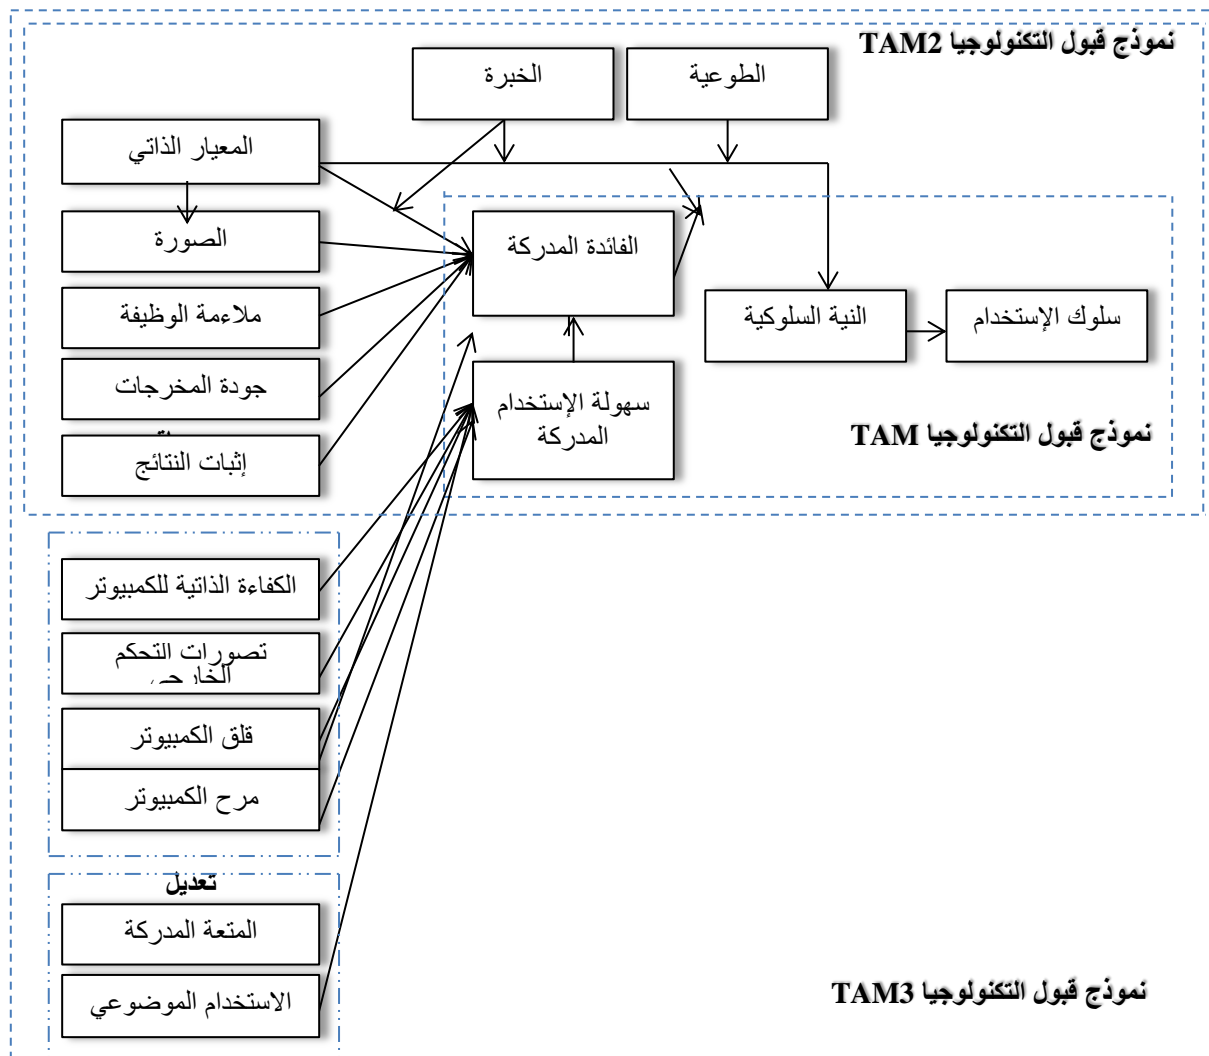 نموذج قبول التكنولوجيا TAM2
الطوعية
الخبرة
المعيار الذاتي
الصورة
الفائدة المدركة
ملاءمة الوظيفة
النية السلوكية
سلوك الإستخدام
جودة المخرجات
سهولة الإستخدام
المدركة
نموذج قبول التكنولوجيا TAM
إثبات النتائج
الكفاءة الذاتية للكمبيوتر
تصورات التحكم
قلق الكمبيوتر
مرح الكمبيوتر
تعديل
المتعة المدركة
الاستخدام الموضوعي
نموذج قبول التكنولوجيا TAM3